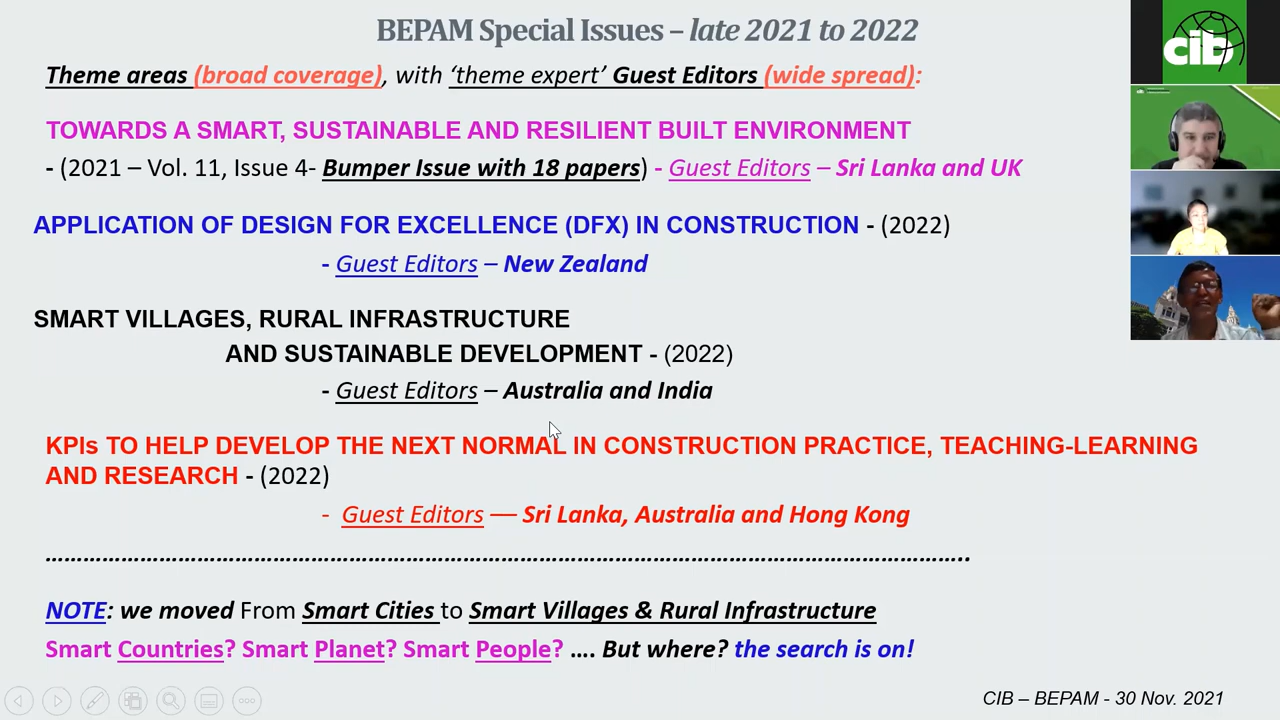 BEPAM Special Issues – late 2021 to 2022
Theme areas (broad coverage), with ‘theme expert’ Guest Editors (wide spread):
TOWARDS A SMART, SUSTAINABLE AND RESILIENT BUILT ENVIRONMENT
- (2021 – Vol. 11, Issue 4- Bumper Issue with 18 papers) - Guest Editors – Sri Lanka and UK
APPLICATION OF DESIGN FOR EXCELLENCE (DFX) IN CONSTRUCTION - (2022)
- Guest Editors – New Zealand
SMART VILLAGES, RURAL INFRASTRUCTURE
AND SUSTAINABLE DEVELOPMENT - (2022)
- Guest Editors – Australia and India
KPIs TO HELP DEVELOP THE NEXT NORMAL IN CONSTRUCTION PRACTICE, TEACHING-LEARNING
AND RESEARCH - (2022)
- Guest Editors — Sri Lanka, Australia and Hong Kong
………………………………………………………………………………………………………………………..
NOTE: we moved From Smart Cities to Smart Villages & Rural Infrastructure
Smart Countries? Smart Planet? Smart People? …. But where? the search is on!
CIB – BEPAM - 30 Nov. 2021
cib
cib